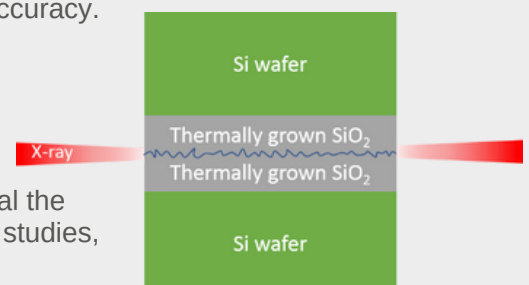 ccuracy.
Si wafer
Thermally grown SiO₂
X-ray
Thermally grown SiO₂
al the
studies,
Si wafer